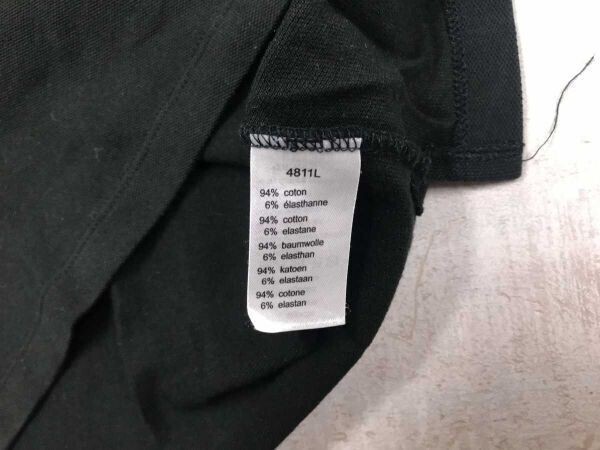 4811L
94% coton
6% élasthanne
94% cotton
6% elastane
94% baumwolle
6% elasthan
94% katoen
6% elastaan
94% cotone
6% elastan